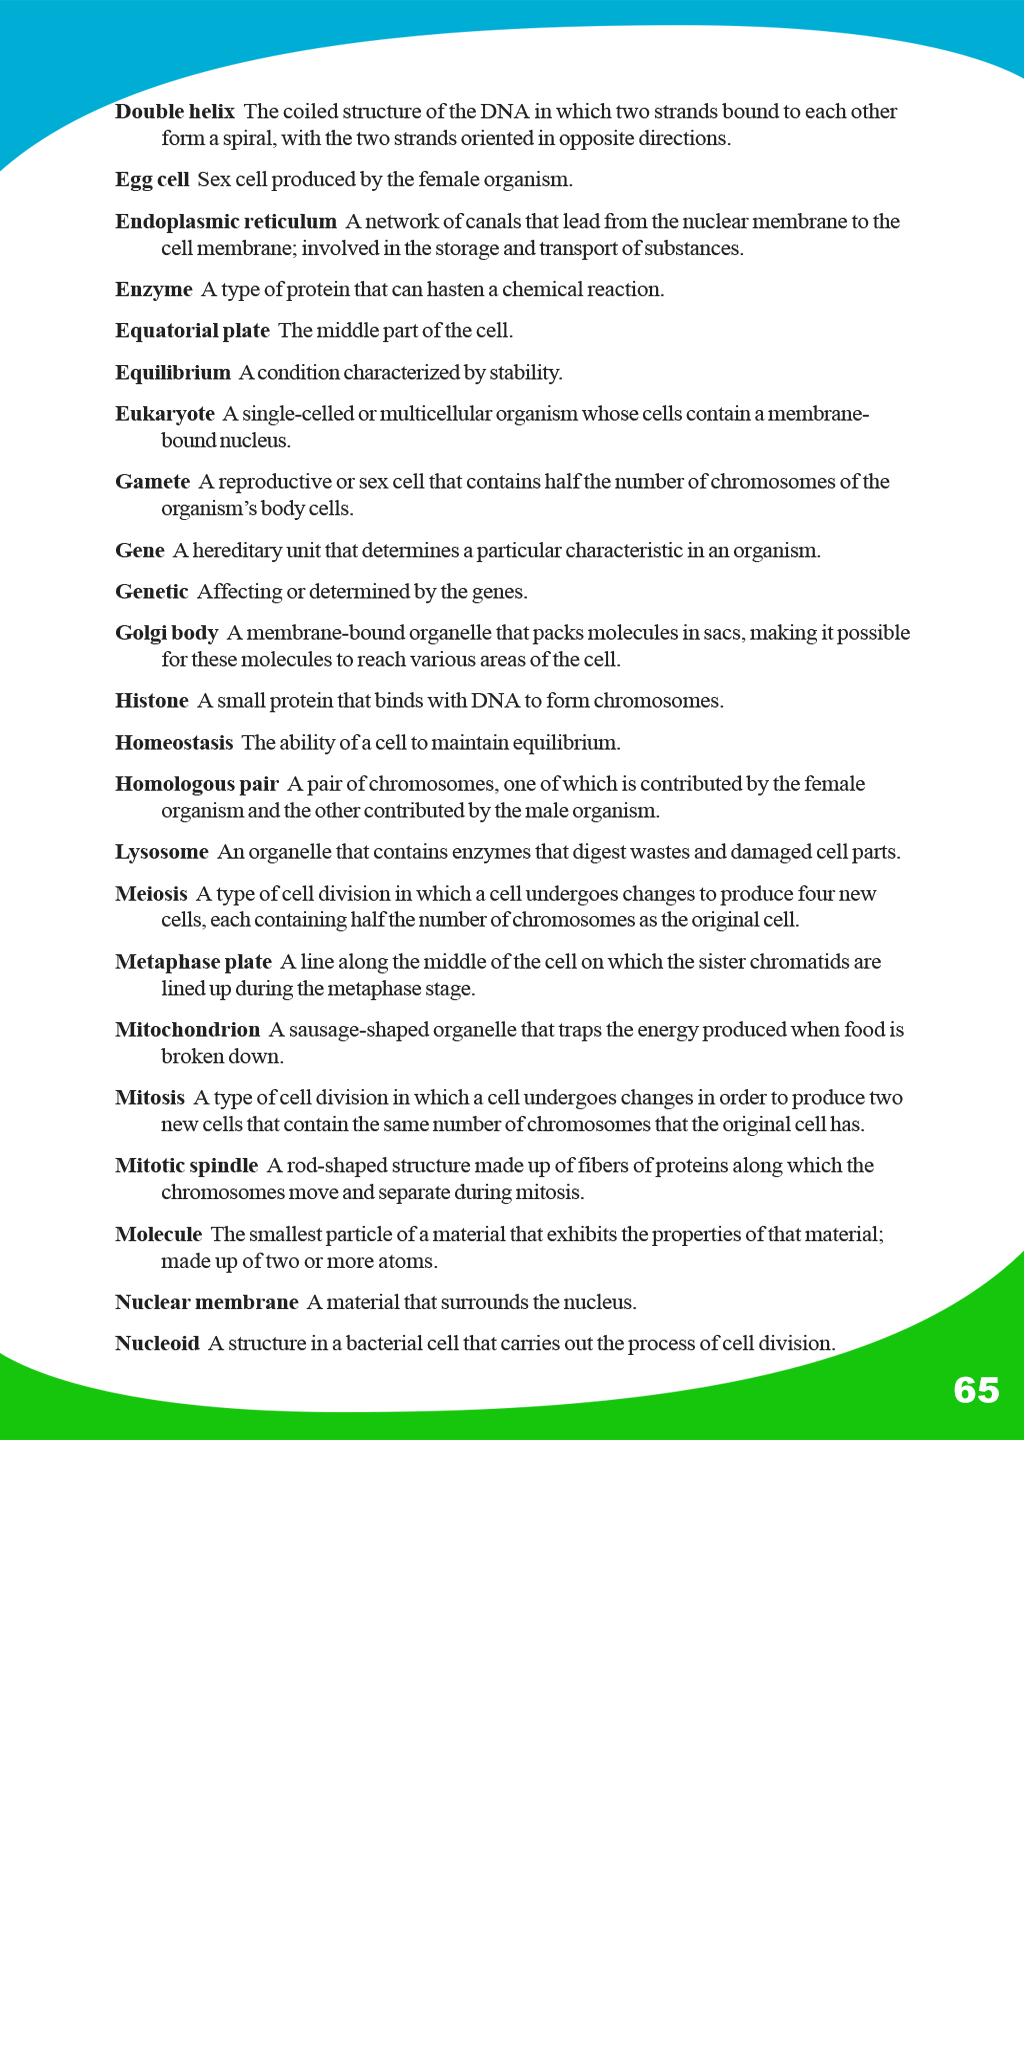 Double helix The coiled structure of the DNA in which two strands bound to each other
form a spiral, with the two strands oriented in opposite directions.
Egg cell Sex cell produced by the female organism.
Endoplasmic reticulum A network of canals that lead from the nuclear membrane to the
cell membrane; involved in the storage and transport of substances.
Enzyme A type of protein that can hasten a chemical reaction.
Equatorial plate The middle part of the cell.
Equilibrium A condition characterized by stability.
Eukaryote A single-celled or multicellular organism whose cells contain a membrane-
bound nucleus.
Gamete A reproductive or sex cell that contains half the number of chromosomes of the
organism’s body cells.
Gene A hereditary unit that determines a particular characteristic in an organism.
Genetic Affecting or determined by the genes.
Golgi body A membrane-bound organelle that packs molecules in sacs, making it possible
for these molecules to reach various areas of the cell.
Histone A small protein that binds with DNA to form chromosomes.
Homeostasis The ability of a cell to maintain equilibrium.
Homologous pair A pair of chromosomes, one of which is contributed by the female
organism and the other contributed by the male organism.
Lysosome An organelle that contains enzymes that digest wastes and damaged cell parts.
Meiosis A type of cell division in which a cell undergoes changes to produce four new
cells, each containing half the number of chromosomes as the original cell.
Metaphase plate A line along the middle of the cell on which the sister chromatids are
lined up during the metaphase stage.
Mitochondrion A sausage-shaped organelle that traps the energy produced when food is
broken down.
Mitosis A type of cell division in which a cell undergoes changes in order to produce two
new cells that contain the same number of chromosomes that the original cell has.
Mitotic spindle A rod-shaped structure made up of fibers of proteins along which the
chromosomes move and separate during mitosis.
Molecule The smallest particle of a material that exhibits the properties of that material;
made up of two or more atoms.
Nuclear membrane A material that surrounds the nucleus.
Nucleoid A structure in a bacterial cell that carries out the process of cell division.
65